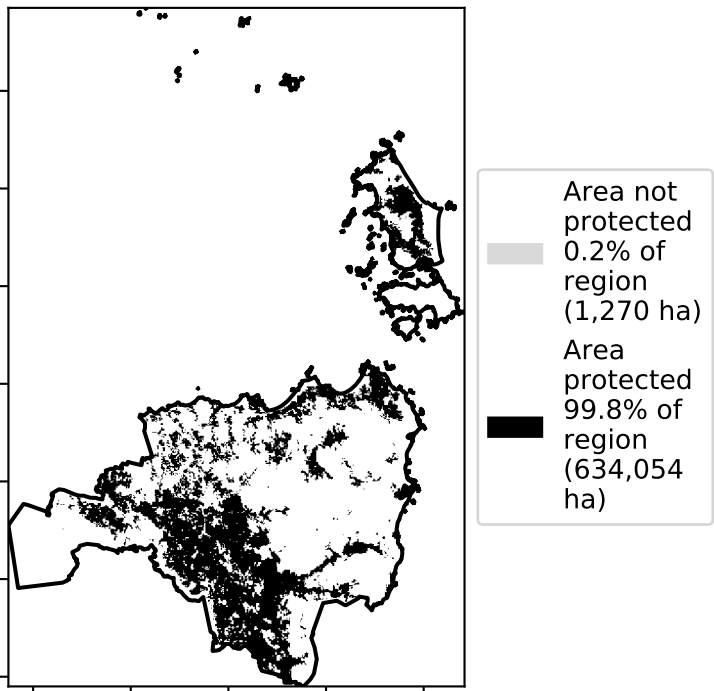 Area not
protected
0.2% of
region
(1,270 ha)
Area
protected
99.8% of
region
(634,054
ha)